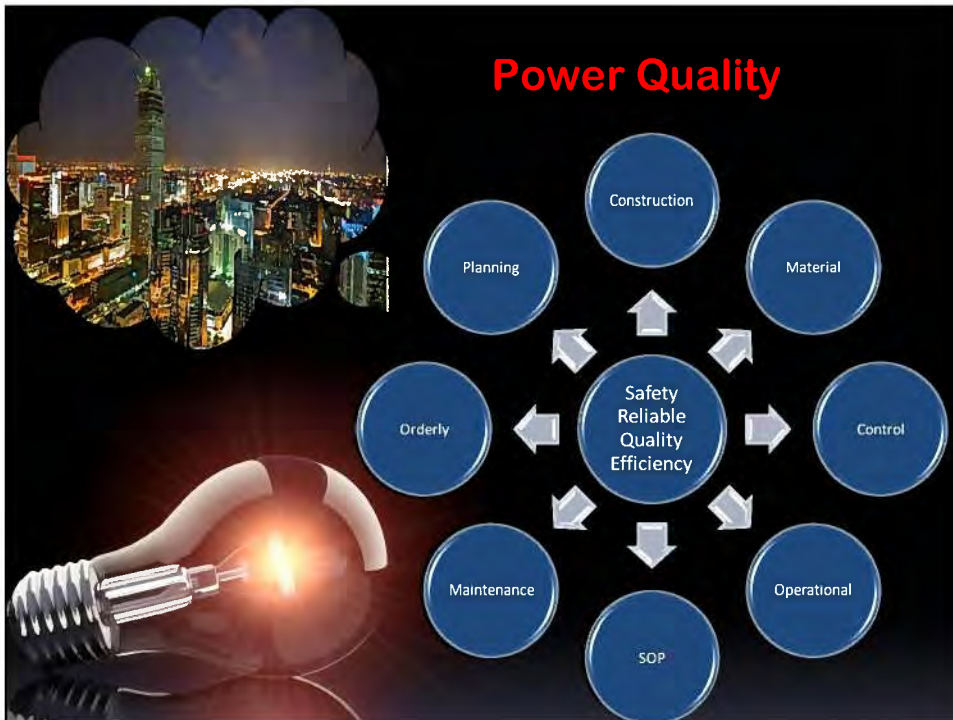 Power Quality
Construction
Planning
Material
Safety
Reliable
Quality
Efficiency
Orderly
Control
Maintenance
Operational
SOP